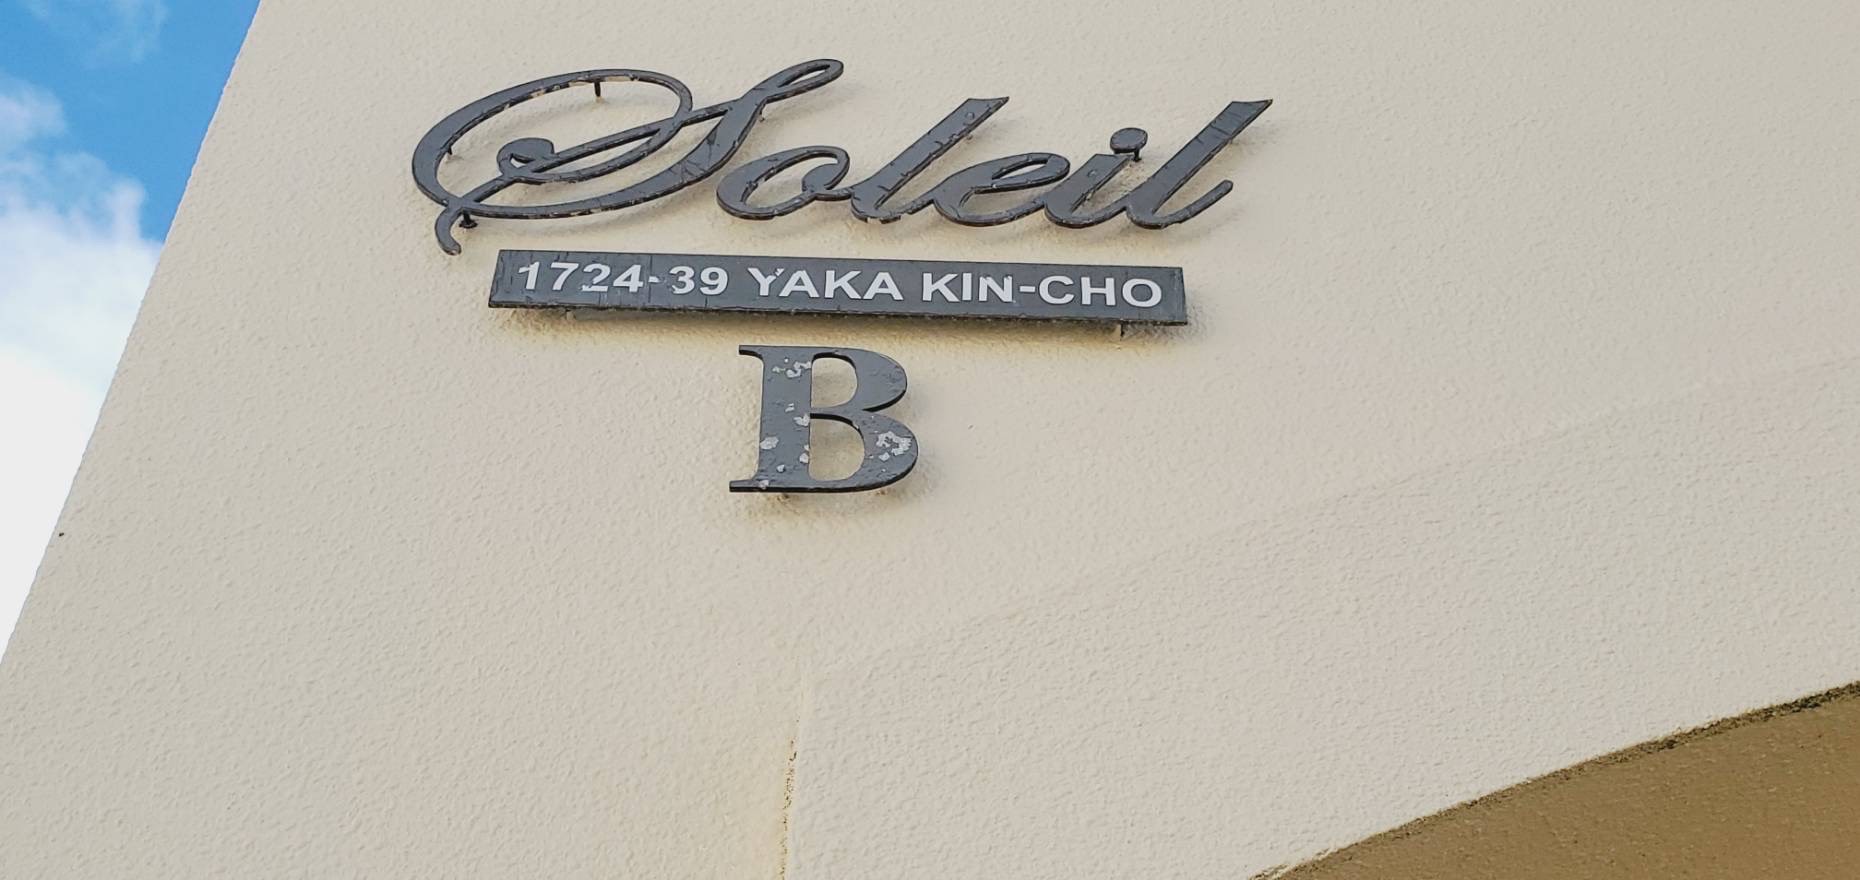 Soleil
1724-39 YAKA KIN-CHO
B